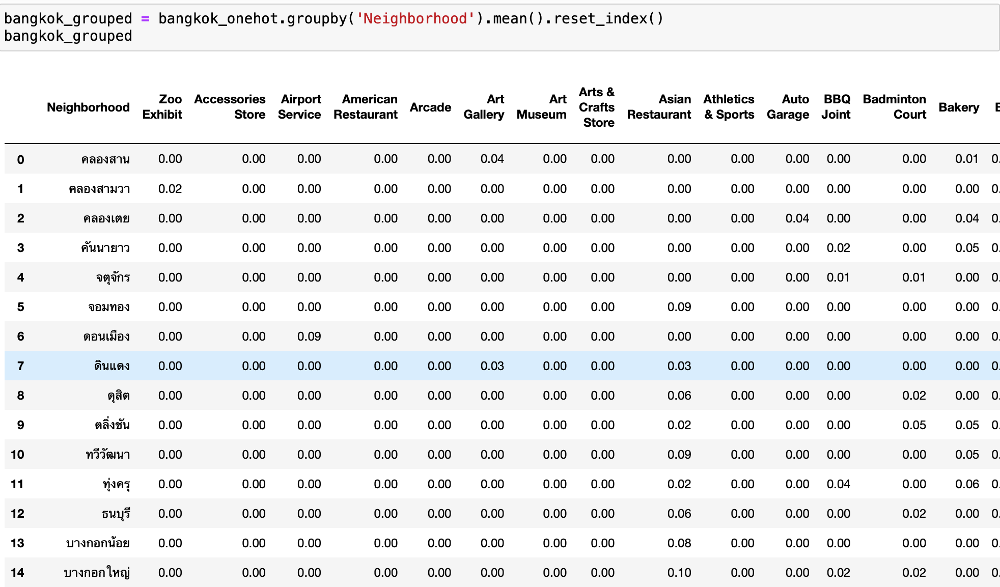 bangkok_grouped = bangkok_onehot.groupby('Neighborhood').mean().reset_index()
bangkok_grouped
Neighborhood Zoo Exhibit Accessories Store Airport Service American Restaurant Arcade Art Gallery Art Museum Arts & Crafts Store Asian Restaurant Athletics & Sports Auto Garage BBQ Joint Badminton Court Bakery
0 คลองสาน 0.00 0.00 0.00 0.00 0.00 0.04 0.00 0.00 0.00 0.00 0.00 0.00 0.00 0.01 0.
1 คลองสามวา 0.02 0.00 0.00 0.00 0.00 0.00 0.00 0.00 0.00 0.00 0.00 0.00 0.00 0.00 0.
2 คลองเตย 0.00 0.00 0.00 0.00 0.00 0.00 0.00 0.00 0.00 0.00 0.04 0.00 0.00 0.04 0.
3 คันนายาว 0.00 0.00 0.00 0.00 0.00 0.00 0.00 0.00 0.00 0.00 0.00 0.02 0.00 0.05 0.
4 จตุจักร 0.00 0.00 0.00 0.00 0.00 0.00 0.00 0.00 0.00 0.00 0.00 0.01 0.01 0.00 0.
5 จอมทอง 0.00 0.00 0.00 0.00 0.00 0.00 0.00 0.00 0.09 0.00 0.00 0.00 0.00 0.00 0.
6 ดอนเมือง 0.00 0.00 0.09 0.00 0.00 0.00 0.00 0.00 0.00 0.00 0.00 0.00 0.00 0.00 0.
7 ดินแดง 0.00 0.00 0.00 0.00 0.00 0.03 0.00 0.00 0.03 0.00 0.00 0.00 0.00 0.00 0.
8 ดุสิต 0.00 0.00 0.00 0.00 0.00 0.00 0.00 0.00 0.06 0.00 0.00 0.00 0.02 0.00 0.
9 ตลิ่งชัน 0.00 0.00 0.00 0.00 0.00 0.00 0.00 0.00 0.02 0.00 0.00 0.00 0.05 0.05 0.
10 ทวีวัฒนา 0.00 0.00 0.00 0.00 0.00 0.00 0.00 0.00 0.09 0.00 0.00 0.00 0.00 0.05 0.
11 ทุ่งครุ 0.00 0.00 0.00 0.00 0.00 0.00 0.00 0.00 0.02 0.00 0.00 0.04 0.00 0.06 0.
12 ธนบุรี 0.00 0.00 0.00 0.00 0.00 0.00 0.00 0.00 0.06 0.00 0.00 0.00 0.02 0.00 0.
13 บางกอกน้อย 0.00 0.00 0.00 0.00 0.00 0.00 0.00 0.00 0.08 0.00 0.00 0.00 0.00 0.00 0.
14 บางกอกใหญ่ 0.00 0.00 0.00 0.00 0.00 0.00 0.00 0.00 0.10 0.00 0.00 0.02 0.02 0.00 0.